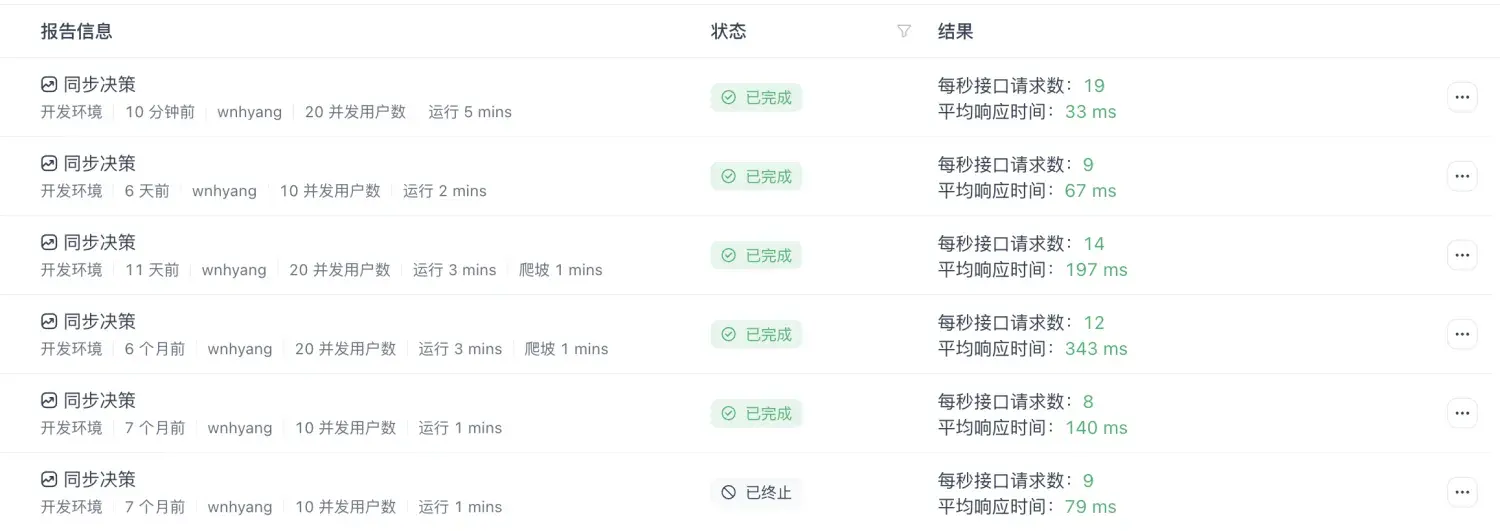 报告信息 状态 结果
同步决策
开发环境 10 分钟前 wnhyang 20 并发用户数 运行 5 mins
已完成
每秒接口请求数：19
平均响应时间：33 ms
同步决策
开发环境 6 天前 wnhyang 10 并发用户数 运行 2 mins
已完成
每秒接口请求数：9
平均响应时间：67 ms
同步决策
开发环境 11 天前 wnhyang 20 并发用户数 运行 3 mins 爬坡 1 mins
已完成
每秒接口请求数：14
平均响应时间：197 ms
同步决策
开发环境 6 个月前 wnhyang 20 并发用户数 运行 3 mins 爬坡 1 mins
已完成
每秒接口请求数：12
平均响应时间：343 ms
同步决策
开发环境 7 个月前 wnhyang 10 并发用户数 运行 1 mins
已完成
每秒接口请求数：8
平均响应时间：140 ms
同步决策
开发环境 7 个月前 wnhyang 10 并发用户数 运行 1 mins
已终止
每秒接口请求数：9
平均响应时间：79 ms